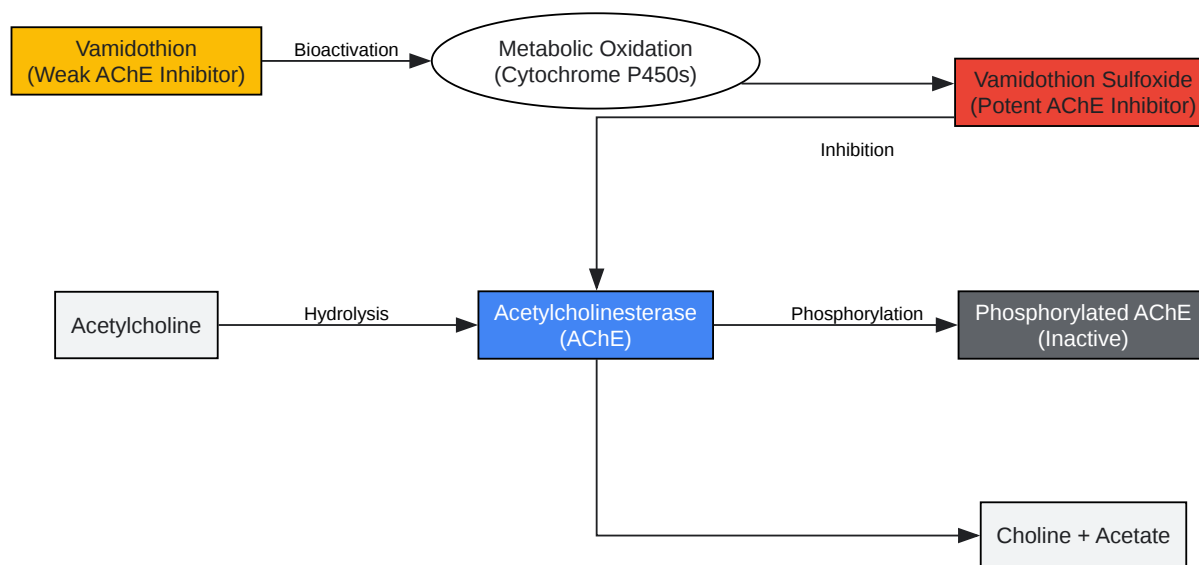 Vamidothion
(Weak AChE Inhibitor)
Bioactivation
Metabolic Oxidation
(Cytochrome P450s)
Vamidothion Sulfoxide
(Potent AChE Inhibitor)
Inhibition
Acetylcholine
Hydrolysis
Acetylcholinesterase
(AChE)
Phosphorylation
Phosphorylated AChE
(Inactive)
Choline + Acetate